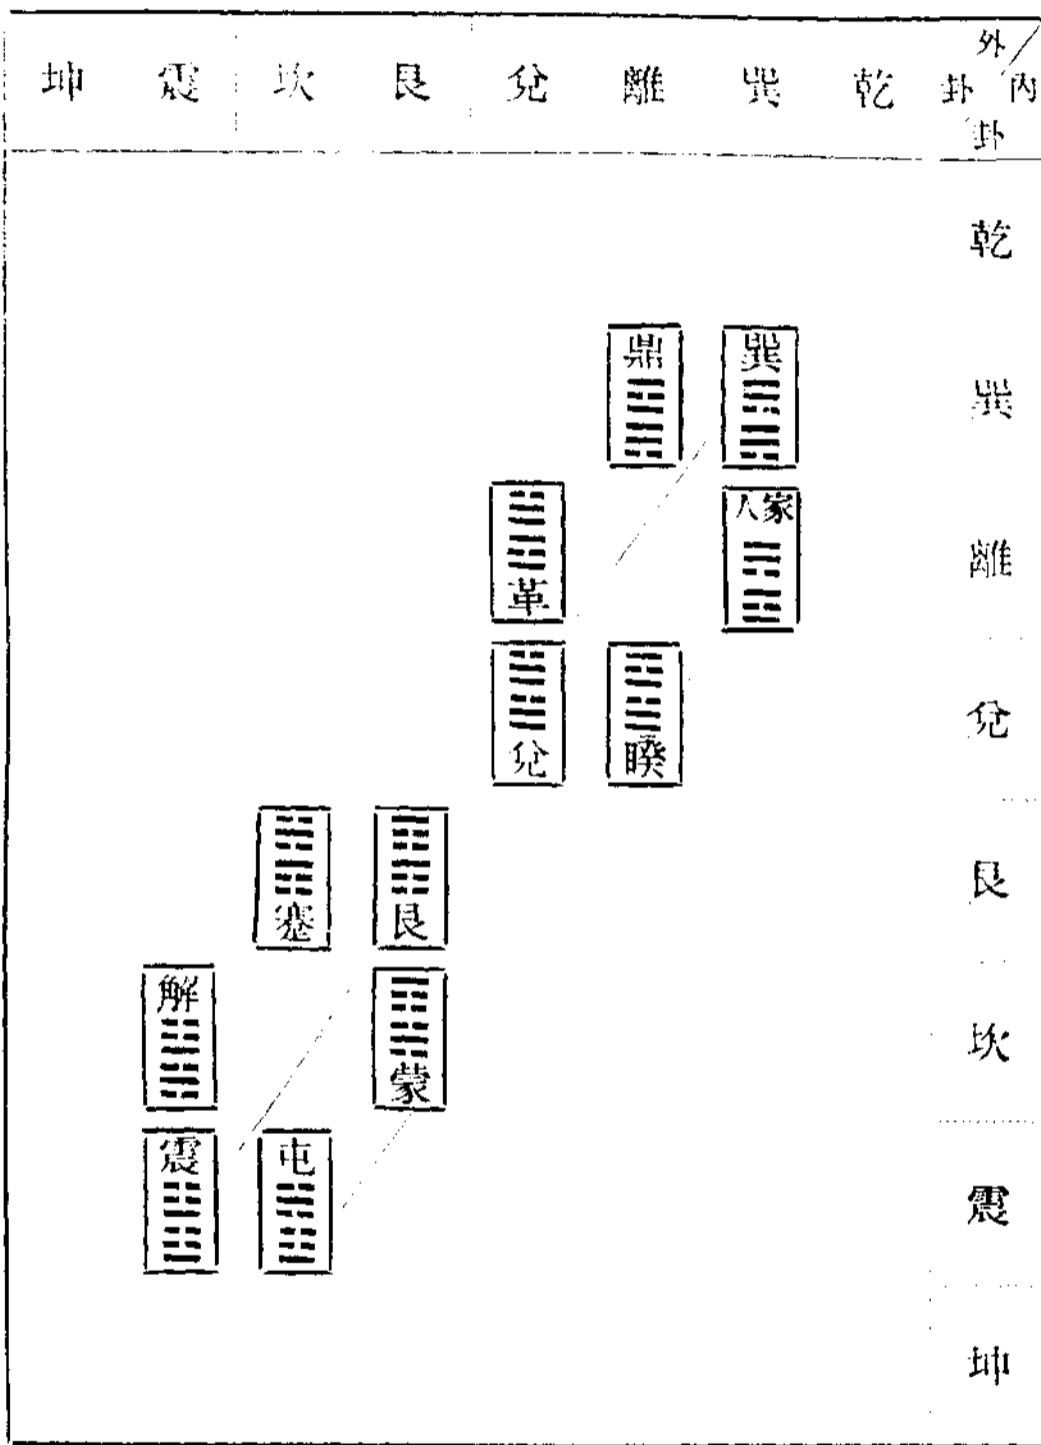 外卦 內卦
乾 巽 離 兌 艮 坎 震 坤
乾
巽 巽 鼎
離 家人 革
兌 睽 兌
艮 艮 蹇
坎 蒙 解
震 屯 震
坤